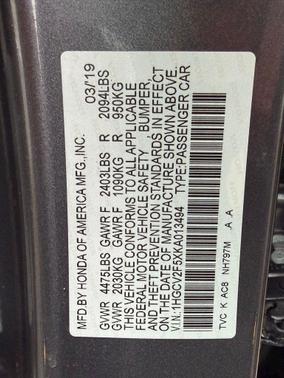 MFD BY HONDA OF AMERICA MFG.,INC. 03/'19
GVWR 4475LBS GAWR F 2403LBS R 2094LBS
GVWR 2030KG GAWR F 1090KG R 950KG
THIS VEHICLE CONFORMS TO ALL APPLICABLE
FEDERAL MOTOR VEHICLE SAFETY , BUMPER,
AND THEFT PREVENTION STANDARDS IN EFFECT
ON THE DATE OF MANUFACTURE SHOWN ABOVE.
V.I.N:1HGCV2F5XKA013494 TYPE:PASSENGER CAR
TVC K AC8 NH797M A A